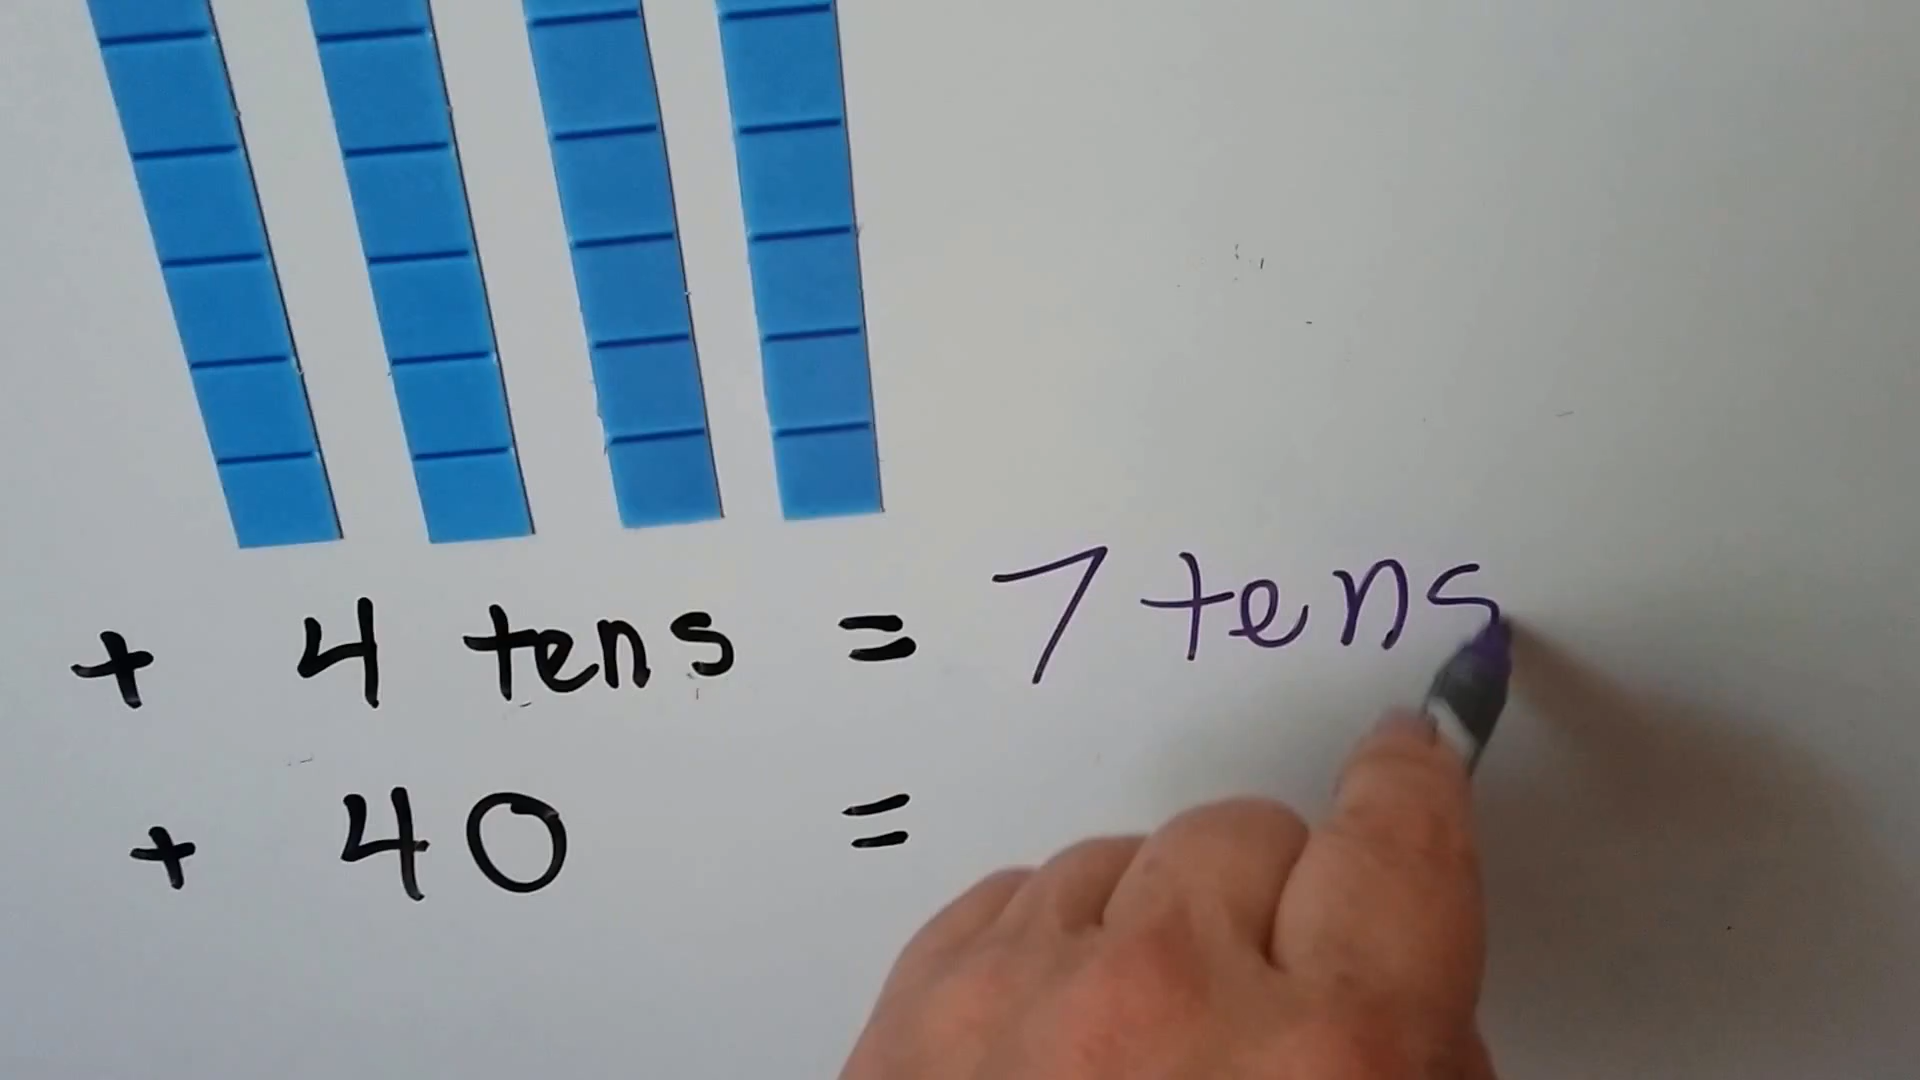 + 4 tens = 7 tens
+ 40 =